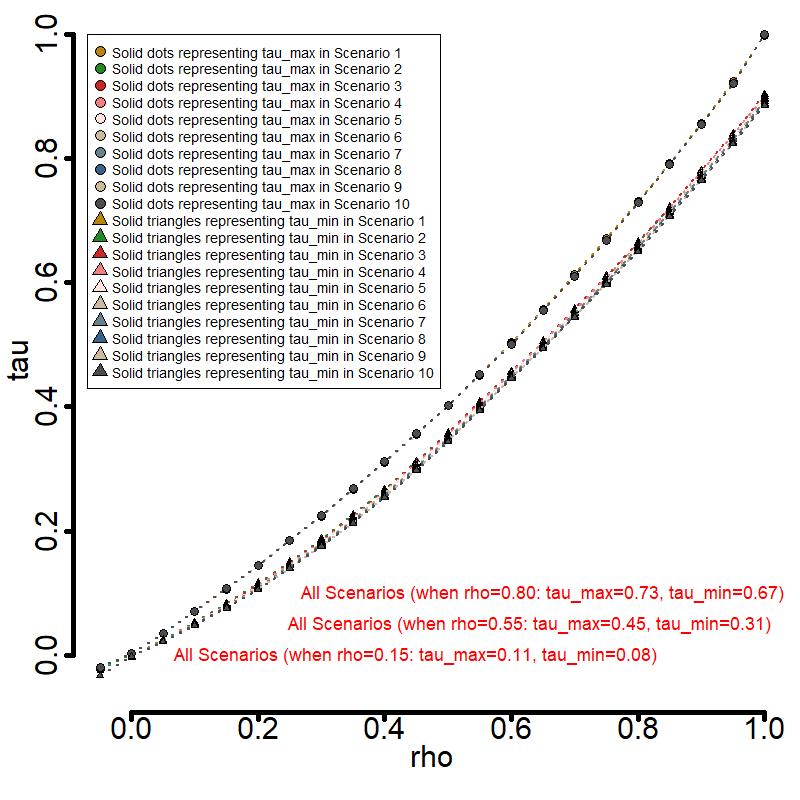 Solid dots representing tau_max in Scenario 1
Solid dots representing tau_max in Scenario 2
Solid dots representing tau_max in Scenario 3
Solid dots representing tau_max in Scenario 4
Solid dots representing tau_max in Scenario 5
Solid dots representing tau_max in Scenario 6
Solid dots representing tau_max in Scenario 7
Solid dots representing tau_max in Scenario 8
Solid dots representing tau_max in Scenario 9
Solid dots representing tau_max in Scenario 10
Solid triangles representing tau_min in Scenario 1
Solid triangles representing tau_min in Scenario 2
Solid triangles representing tau_min in Scenario 3
Solid triangles representing tau_min in Scenario 4
Solid triangles representing tau_min in Scenario 5
Solid triangles representing tau_min in Scenario 6
Solid triangles representing tau_min in Scenario 7
Solid triangles representing tau_min in Scenario 8
Solid triangles representing tau_min in Scenario 9
Solid triangles representing tau_min in Scenario 10
1.0
0.8
0.6
0.4
0.2
0.0
tau
All Scenarios (when rho=0.80: tau_max=0.73, tau_min=0.67)
All Scenarios (when rho=0.55: tau_max=0.45, tau_min=0.31)
All Scenarios (when rho=0.15: tau_max=0.11, tau_min=0.08)
0.0 0.2 0.4 0.6 0.8 1.0
rho